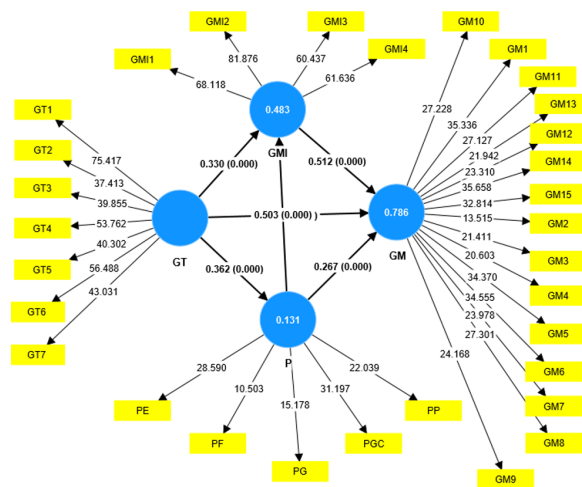 GM10
GMI2
GMI3
GMI1
GMI4
GM1
81.876
60.437
68.118
61.636
GM11
GM13
GM12
GM14
GM15
GM2
GM3
GM4
GM5
GM6
GM7
GM8
GM9
27.228
35.336
27.127
21.942
23.310
35.658
32.814
13.515
21.411
20.603
34.370
34.555
23.978
27.301
24.168
GT1
GT2
GT3
GT4
GT5
GT6
GT7
75.417
37.413
39.855
53.762
40.302
56.488
43.031
0.483
GMI
0.330 (0.000)
0.512 (0.000)
0.503 (0.000) )
0.786
GM
GT
0.362 (0.000)
0.267 (0.000)
0.131
P
28.590
10.503
15.178
31.197
22.039
PE
PF
PG
PGC
PP